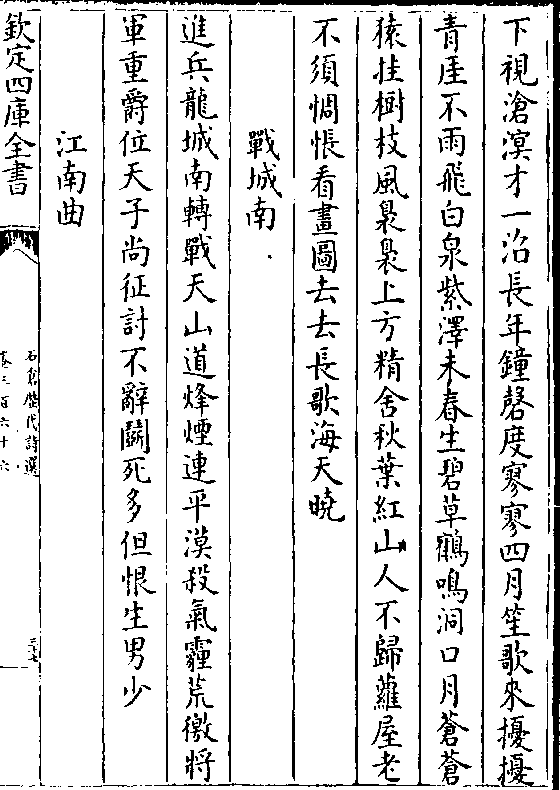 下視滄溟才一沿長年鐘磬度寥寥四月笙歌來擾擾
青厓不雨飛白泉紫澤未春生碧草鶴鳴洞口月蒼蒼
猿挂樹枝風裊裊上方精舍秋葉紅山人不歸蘿屋老
不須惆悵看畫圖去去長歌海天曉
戰城南
進兵龍城南轉戰天山道烽煙連平漠殺氣霾荒徼將
軍重爵位天子尚征討不辭鬭死多但恨生男少
江南曲
欽定四庫全書
石倉歷代詩選
卷三百六十六
三七